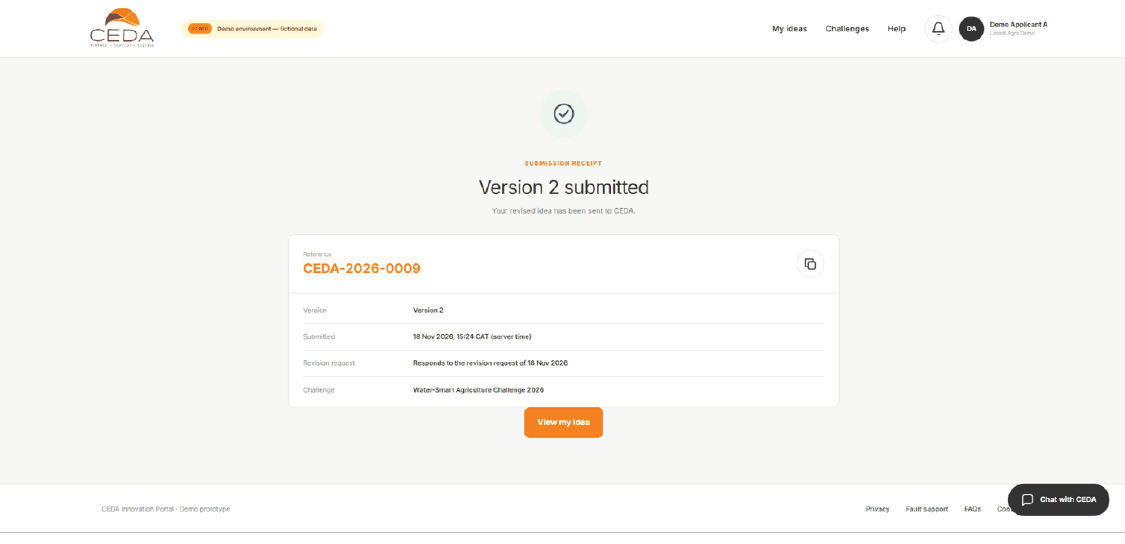 CEDA
Demo environment — fictional data
My ideas
Challenges
Help
DA
Demo Applicant A
SUBMISSION RECEIPT
Version 2 submitted
Your revised idea has been sent to CEDA.
Reference
CEDA-2026-0009
Version
Version 2
Submitted
18 Nov 2026, 15:24 CAT (server time)
Revision request
Responds to the revision request of 18 Nov 2026
Challenge
Water-Smart Agriculture Challenge 2026
View my idea
CEDA Innovation Portal · Demo prototype
Privacy
Fault support
FAQs
Chat with CEDA